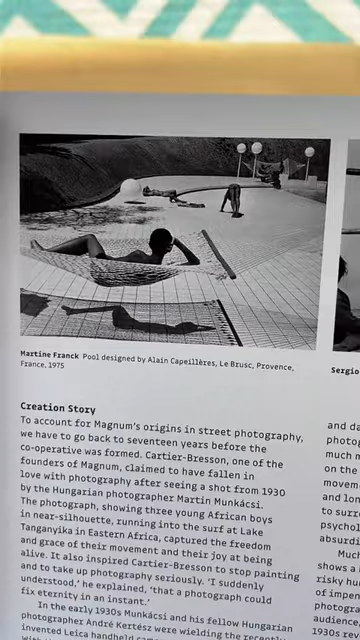 Martine Franck Pool designed by Alain Capeillères, Le Brusc, Provence,
France, 1975
Sergio
Creation Story
To account for Magnum's origins in street photography,
we have to go back to seventeen years before the
co-operative was formed. Cartier-Bresson, one of the
founders of Magnum, claimed to have fallen in
love with photography after seeing a shot from 1930
by the Hungarian photographer Martin Munkácsi.
The photograph, showing three young African boys
in near-silhouette, running into the surf at Lake
Tanganyika in Eastern Africa, captured the freedom
and grace of their movement and their joy at being
alive. It also inspired Cartier-Bresson to stop painting
and to take up photography seriously. 'I suddenly
understood,' he explained, 'that a photograph could
fix eternity in an instant.'
In the early 1930s Munkácsi and his fellow Hungarian
photographer André Kertész were wielding the recently
invented Leica handheld
and da
photog
much m
on the
movem
and lon
to surre
psychol
absurdi
Much
shows a
risky hu
of impen
photogra
audience.
1930s